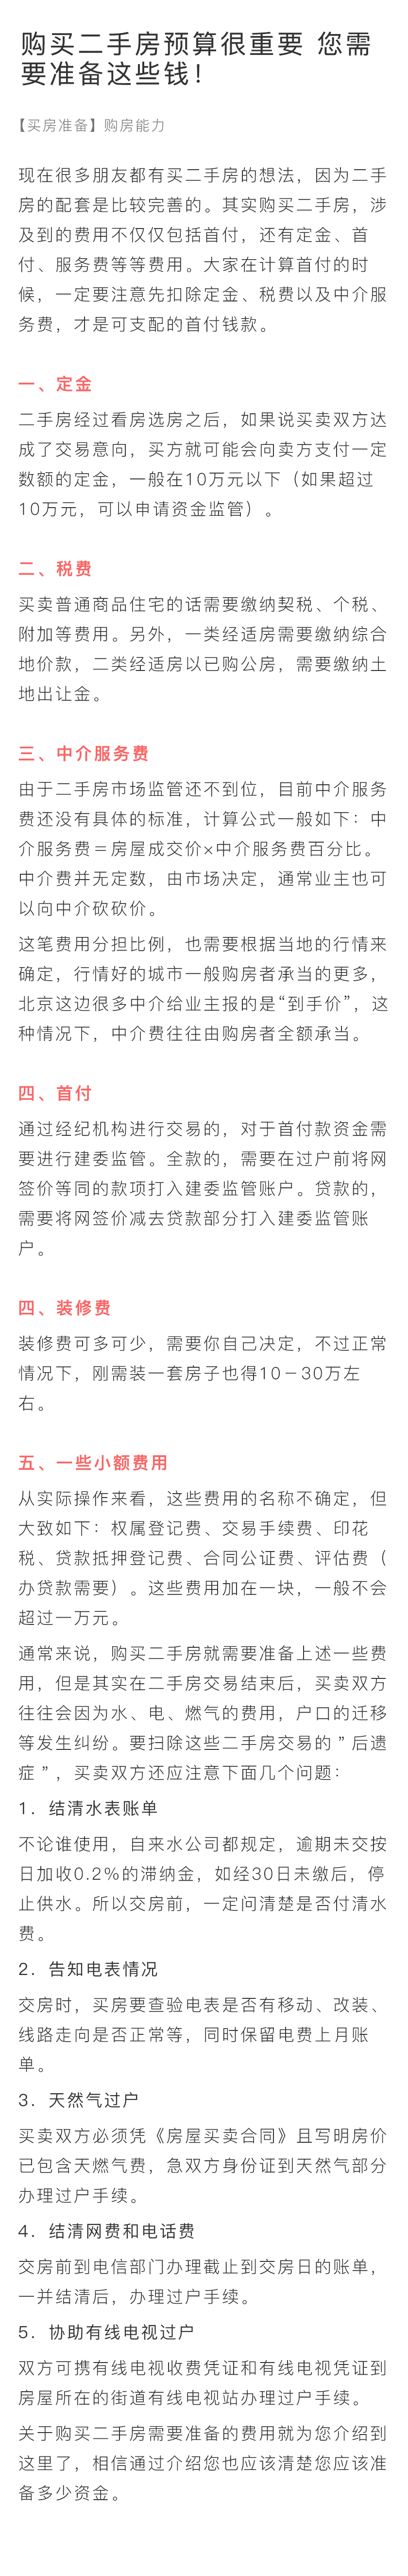 购买二手房预算很重要 您需
要准备这些钱！
【买房准备】购房能力
现在很多朋友都有买二手房的想法，因为二手
房的配套是比较完善的。其实购买二手房，涉
及到的费用不仅仅包括首付，还有定金、首
付、服务费等等费用。大家在计算首付的时
候，一定要注意先扣除定金、税费以及中介服
务费，才是可支配的首付钱款。
一、定金
二手房经过看房选房之后，如果说买卖双方达
成了交易意向，买方就可能会向卖方支付一定
数额的定金，一般在10万元以下（如果超过
10万元，可以申请资金监管）。
二、税费
买卖普通商品住宅的话需要缴纳契税、个税、
附加等费用。另外，一类经适房需要缴纳综合
地价款，二类经适房以已购公房，需要缴纳土
地出让金。
三、中介服务费
由于二手房市场监管还不到位，目前中介服务
费还没有具体的标准，计算公式一般如下：中
介服务费＝房屋成交价×中介服务费百分比。
中介费并无定数，由市场决定，通常业主也可
以向中介砍砍价。
这笔费用分担比例，也需要根据当地的行情来
确定，行情好的城市一般购房者承当的更多，
北京这边很多中介给业主报的是“到手价”，这
种情况下，中介费往往由购房者全额承当。
四、首付
通过经纪机构进行交易的，对于首付款资金需
要进行建委监管。全款的，需要在过户前将网
签价等同的款项打入建委监管账户。贷款的，
需要将网签价减去贷款部分打入建委监管账
户。
四、装修费
装修费可多可少，需要你自己决定，不过正常
情况下，刚需装一套房子也得10－30万左
右。
五、一些小额费用
从实际操作来看，这些费用的名称不确定，但
大致如下：权属登记费、交易手续费、印花
税、贷款抵押登记费、合同公证费、评估费（
办贷款需要）。这些费用加在一块，一般不会
超过一万元。
通常来说，购买二手房就需要准备上述一些费
用，但是其实在二手房交易结束后，买卖双方
往往会因为水、电、燃气的费用，户口的迁移
等发生纠纷。要扫除这些二手房交易的＂后遗
症＂，买卖双方还应注意下面几个问题：
1．结清水表账单
不论谁使用，自来水公司都规定，逾期未交按
日加收0.2%的滞纳金，如经30日未缴后，停
止供水。所以交房前，一定问清楚是否付清水
费。
2．告知电表情况
交房时，买房要查验电表是否有移动、改装、
线路走向是否正常等，同时保留电费上月账
单。
3．天然气过户
买卖双方必须凭《房屋买卖合同》且写明房价
已包含天燃气费，急双方身份证到天然气部分
办理过户手续。
4．结清网费和电话费
交房前到电信部门办理截止到交房日的账单，
一并结清后，办理过户手续。
5．协助有线电视过户
双方可携有线电视收费凭证和有线电视凭证到
房屋所在的街道有线电视站办理过户手续。
关于购买二手房需要准备的费用就为您介绍到
这里了，相信通过介绍您也应该清楚您应该准
备多少资金。